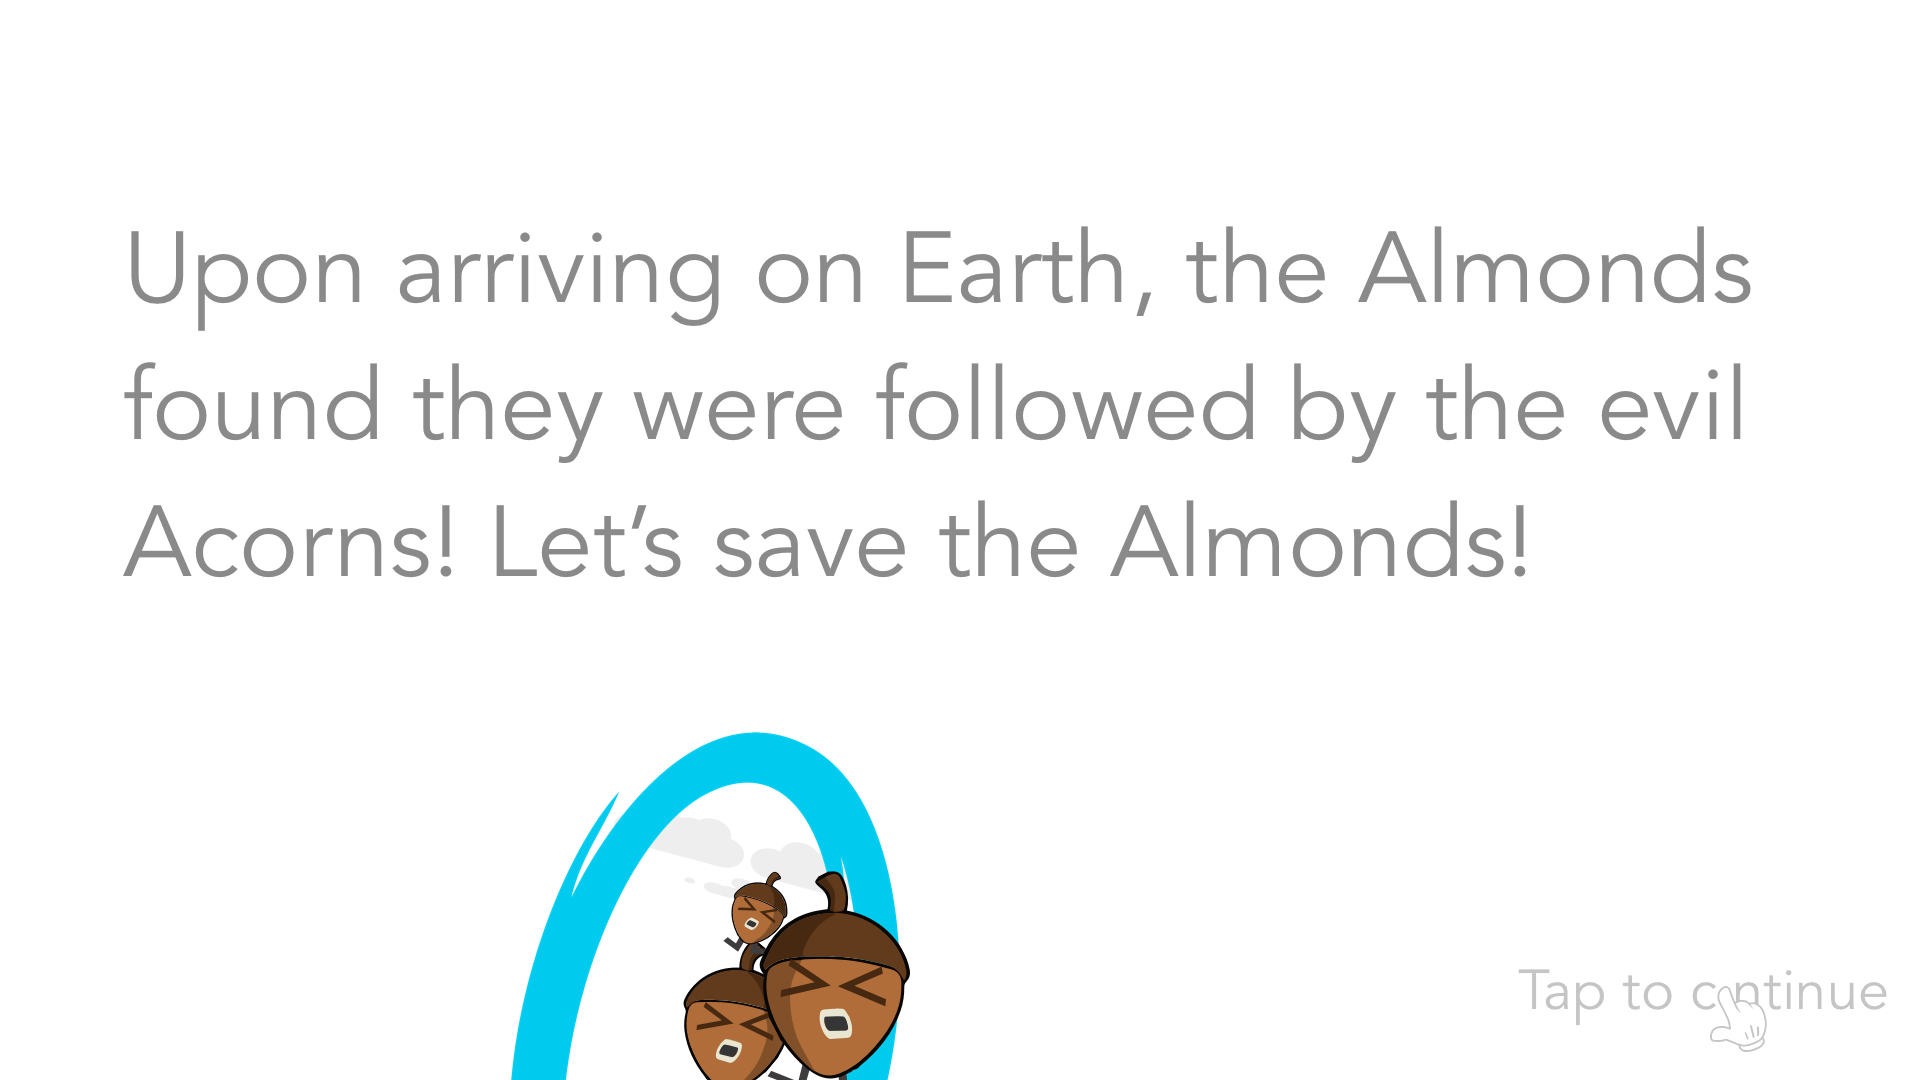 Upon arriving on Earth, the Almonds
found they were followed by the evil
Acorns! Let’s save the Almonds!
Tap to continue